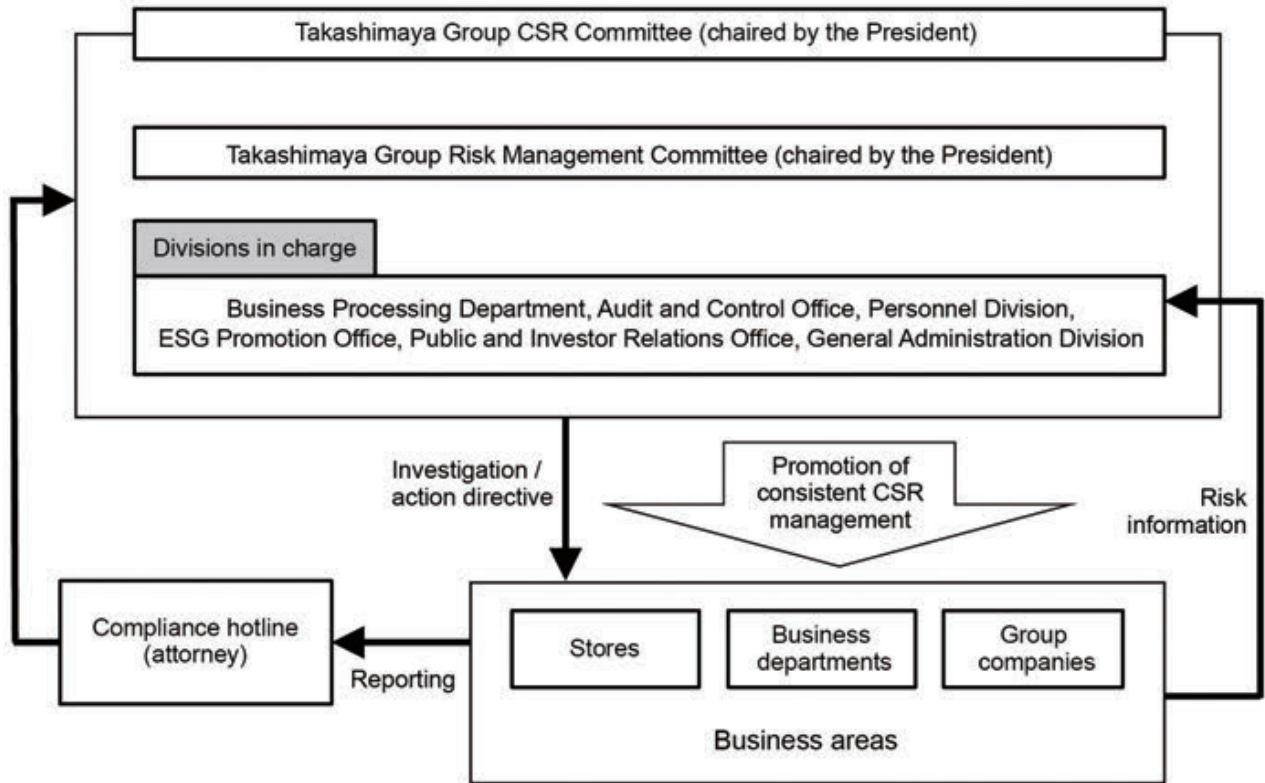 Takashimaya Group CSR Committee (chaired by the President)
Takashimaya Group Risk Management Committee (chaired by the President)
Divisions in charge
Business Processing Department, Audit and Control Office, Personnel Division,
ESG Promotion Office, Public and Investor Relations Office, General Administration Division
Investigation /
action directive
Promotion of
consistent CSR
management
Risk
information
Compliance hotline
(attorney)
Reporting
Stores
Business
departments
Group
companies
Business areas